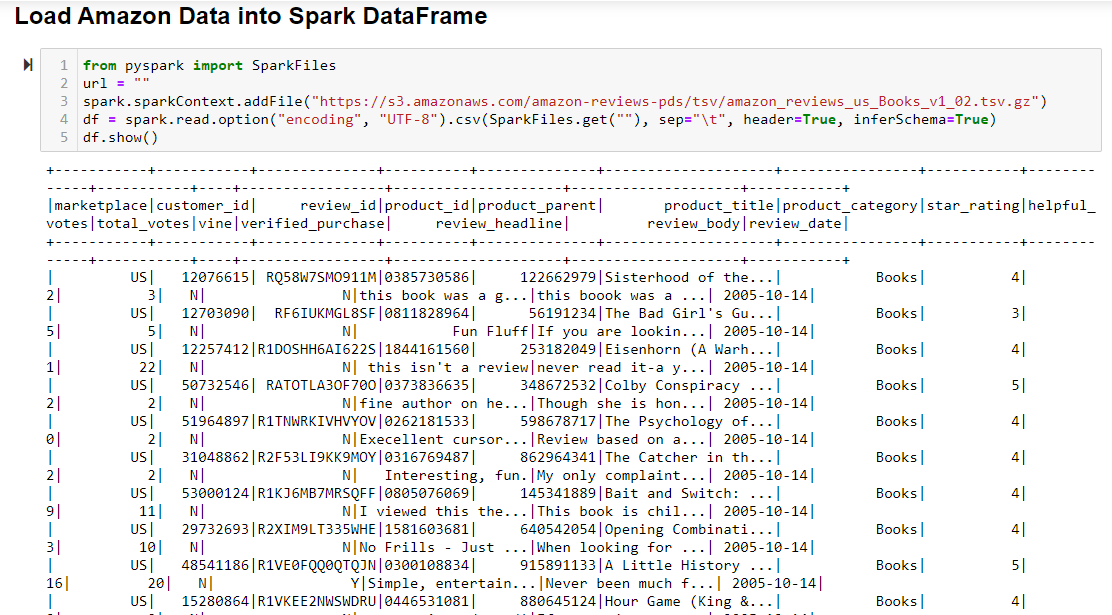 Load Amazon Data into Spark DataFrame
1 from pyspark import SparkFiles
2 url = ""
3 spark.sparkContext.addFile("https://s3.amazonaws.com/amazon-reviews-pds/tsv/amazon_reviews_us_Books_v1_02.tsv.gz")
4 df = spark.read.option("encoding", "UTF-8").csv(SparkFiles.get(""), sep="\t", header=True, inferSchema=True)
5 df.show()
+-----------+-----------+--------------+----------+--------------+--------------------+----------------+-----------+--------
-----+-----------+----+-----------------+--------------------+--------------------+-----------+
|marketplace|customer_id|     review_id|product_id|product_parent|       product_title|product_category|star_rating|helpful_
votes|total_votes|vine|verified_purchase|     review_headline|         review_body|review_date|
+-----------+-----------+--------------+----------+--------------+--------------------+----------------+-----------+--------
-----+-----------+----+-----------------+--------------------+--------------------+-----------+
|         US|   12076615| RQ58W7SMO911M|0385730586|     122662979|Sisterhood of the...|           Books|          4|
2|          3|   N|                N|this book was a g...|this boook was a ...| 2005-10-14|
|         US|   12703090| RF6IUKMGL8SF|0811828964|      56191234|The Bad Girl's Gu...|           Books|          3|
5|          5|   N|                N|           Fun Fluff|If you are lookin...| 2005-10-14|
|         US|   12257412|R1DOSHH6AI622S|1844161560|     253182049|Eisenhorn (A Warh...|           Books|          4|
1|         22|   N|                N| this isn't a review|never read it-a y...| 2005-10-14|
|         US|   50732546| RATOTLA3OF70O|0373836635|     348672532|Colby Conspiracy ...|           Books|          5|
2|          2|   N|                N|fine author on he...|Though she is hon...| 2005-10-14|
|         US|   51964897|R1TNWRKIVHVYOV|0262181533|     598678717|The Psychology of...|           Books|          4|
0|          2|   N|                N|Execellent cursor...|Review based on a...| 2005-10-14|
|         US|   31048862|R2F53LI9KK9MOY|0316769487|     862964341|The Catcher in th...|           Books|          4|
2|          2|   N|                N|   Interesting, fun.|My only complaint...| 2005-10-14|
|         US|   53000124|R1KJ6MB7MRSQFF|0805076069|     145341889|Bait and Switch: ...|           Books|          4|
9|         11|   N|                N|I viewed this the...|This book is chil...| 2005-10-14|
|         US|   29732693|R2XIM9LT335WHE|1581603681|     640542054|Opening Combinati...|           Books|          4|
3|         10|   N|                N|No Frills - Just ...|When looking for ...| 2005-10-14|
|         US|   48541186|R1VE0FQQ0QTQJN|0300108834|     915891133|A Little History ...|           Books|          5|
16|         20|   N|                Y|Simple, entertain...|Never been much f...| 2005-10-14|
|         US|   15280864|R1VKEE2NWSWDRU|0446531081|     880645124|Hour Game (King &...|           Books|          4|